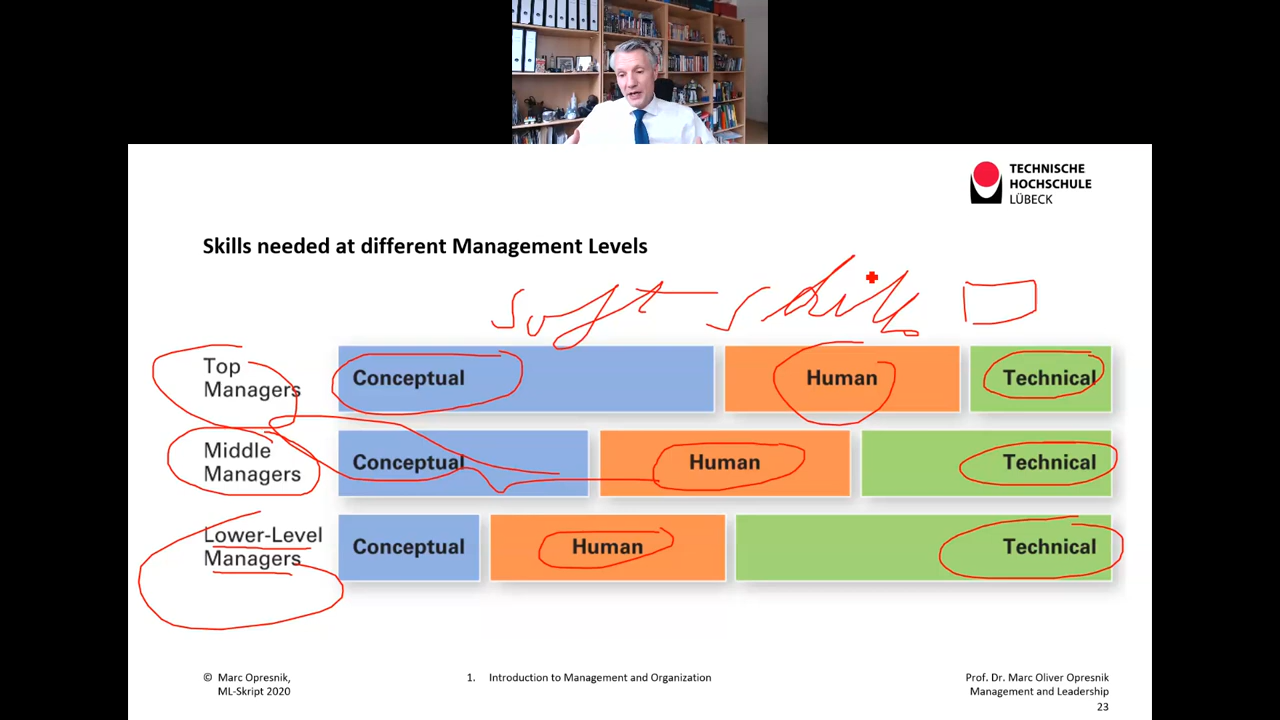 TECHNISCHE
HOCHSCHULE
LÜBECK
Skills needed at different Management Levels
soft-skills
Top
Managers
Conceptual
Human
Technical
Middle
Managers
Conceptual
Human
Technical
Lower-Level
Managers
Conceptual
Human
Technical
© Marc Opresnik,
ML-Skript 2020
1. Introduction to Management and Organization
Prof. Dr. Marc Oliver Opresnik
Management and Leadership
23